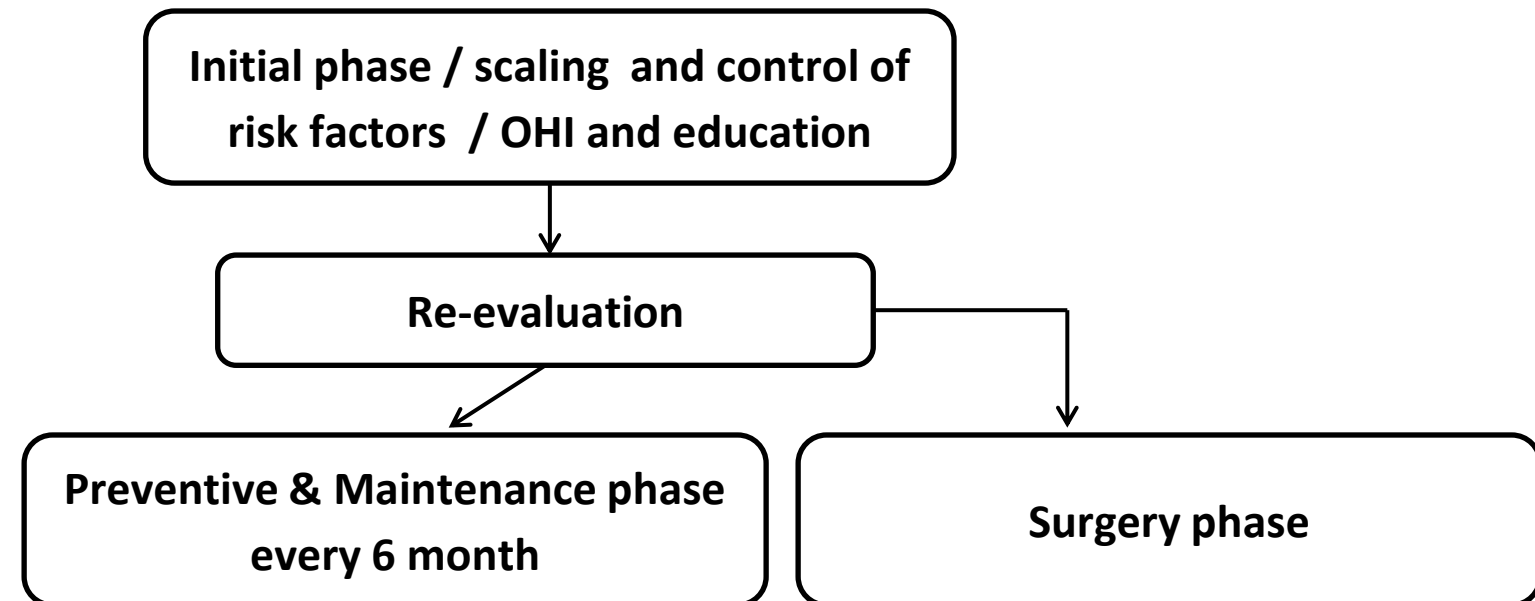 Initial phase / scaling and control of
risk factors / OHI and education
Re-evaluation
Preventive & Maintenance phase
every 6 month
Surgery phase